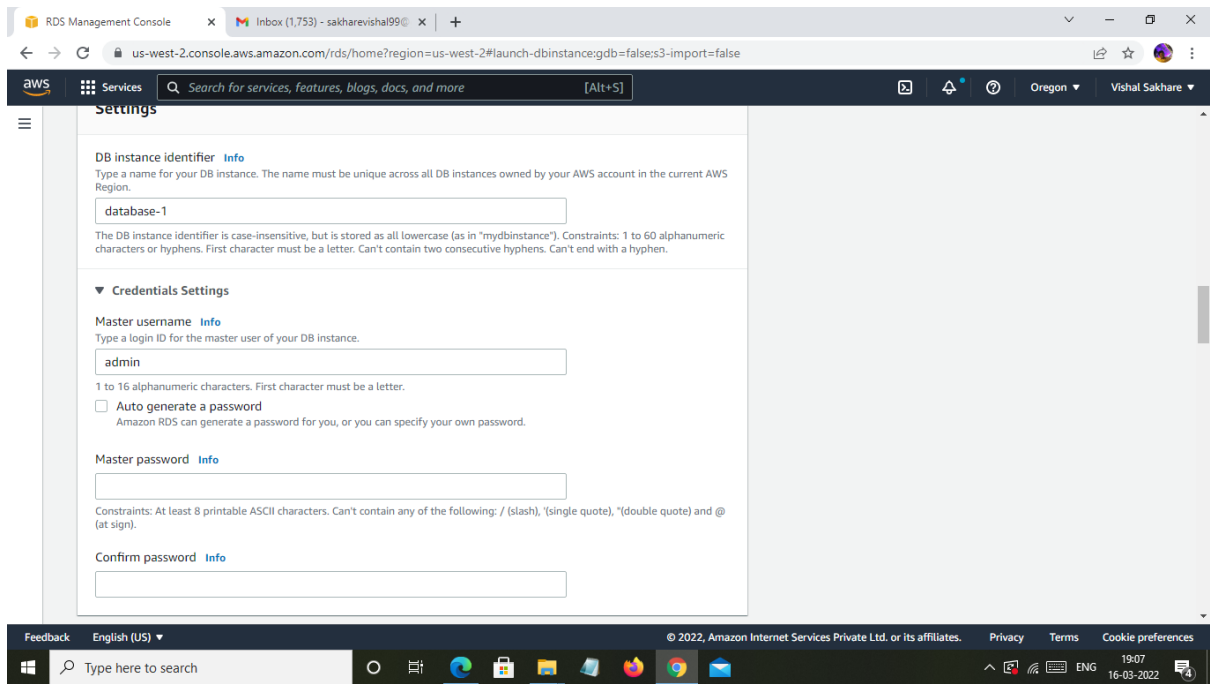 RDS Management Console
Inbox (1,753) - sakharevishal99@
us-west-2.console.aws.amazon.com/rds/home?region=us-west-2#launch-dbinstance:gdb=false;s3-import=false
aws
Services
Search for services, features, blogs, docs, and more
[Alt+S]
Oregon ▼
Vishal Sakhare ▼
Settings
DB instance identifier Info
Type a name for your DB instance. The name must be unique across all DB instances owned by your AWS account in the current AWS
Region.
database-1
The DB instance identifier is case-insensitive, but is stored as all lowercase (as in "mydbinstance"). Constraints: 1 to 60 alphanumeric
characters or hyphens. First character must be a letter. Can't contain two consecutive hyphens. Can't end with a hyphen.
▼ Credentials Settings
Master username Info
Type a login ID for the master user of your DB instance.
admin
1 to 16 alphanumeric characters. First character must be a letter.
Auto generate a password
Amazon RDS can generate a password for you, or you can specify your own password.
Master password Info
Constraints: At least 8 printable ASCII characters. Can't contain any of the following: / (slash), '(single quote), "(double quote) and @
(at sign).
Confirm password Info
Feedback
English (US) ▼
© 2022, Amazon Internet Services Private Ltd. or its affiliates.
Privacy
Terms
Cookie preferences
Type here to search
ENG
19:07
16-03-2022
4